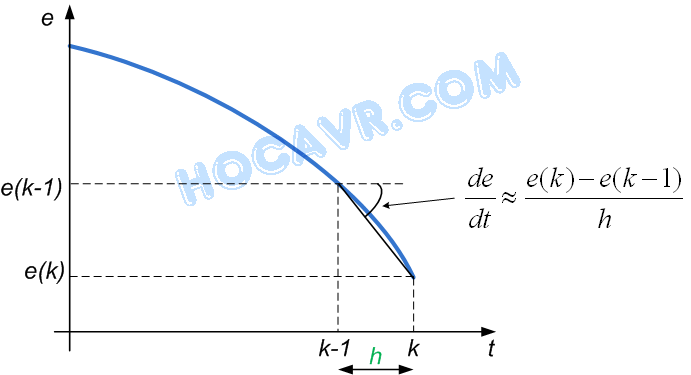 e
HOCAVR.COM
e(k-1)
de/dt ≈ e(k)−e(k−1)/h
e(k)
k-1 k t
h